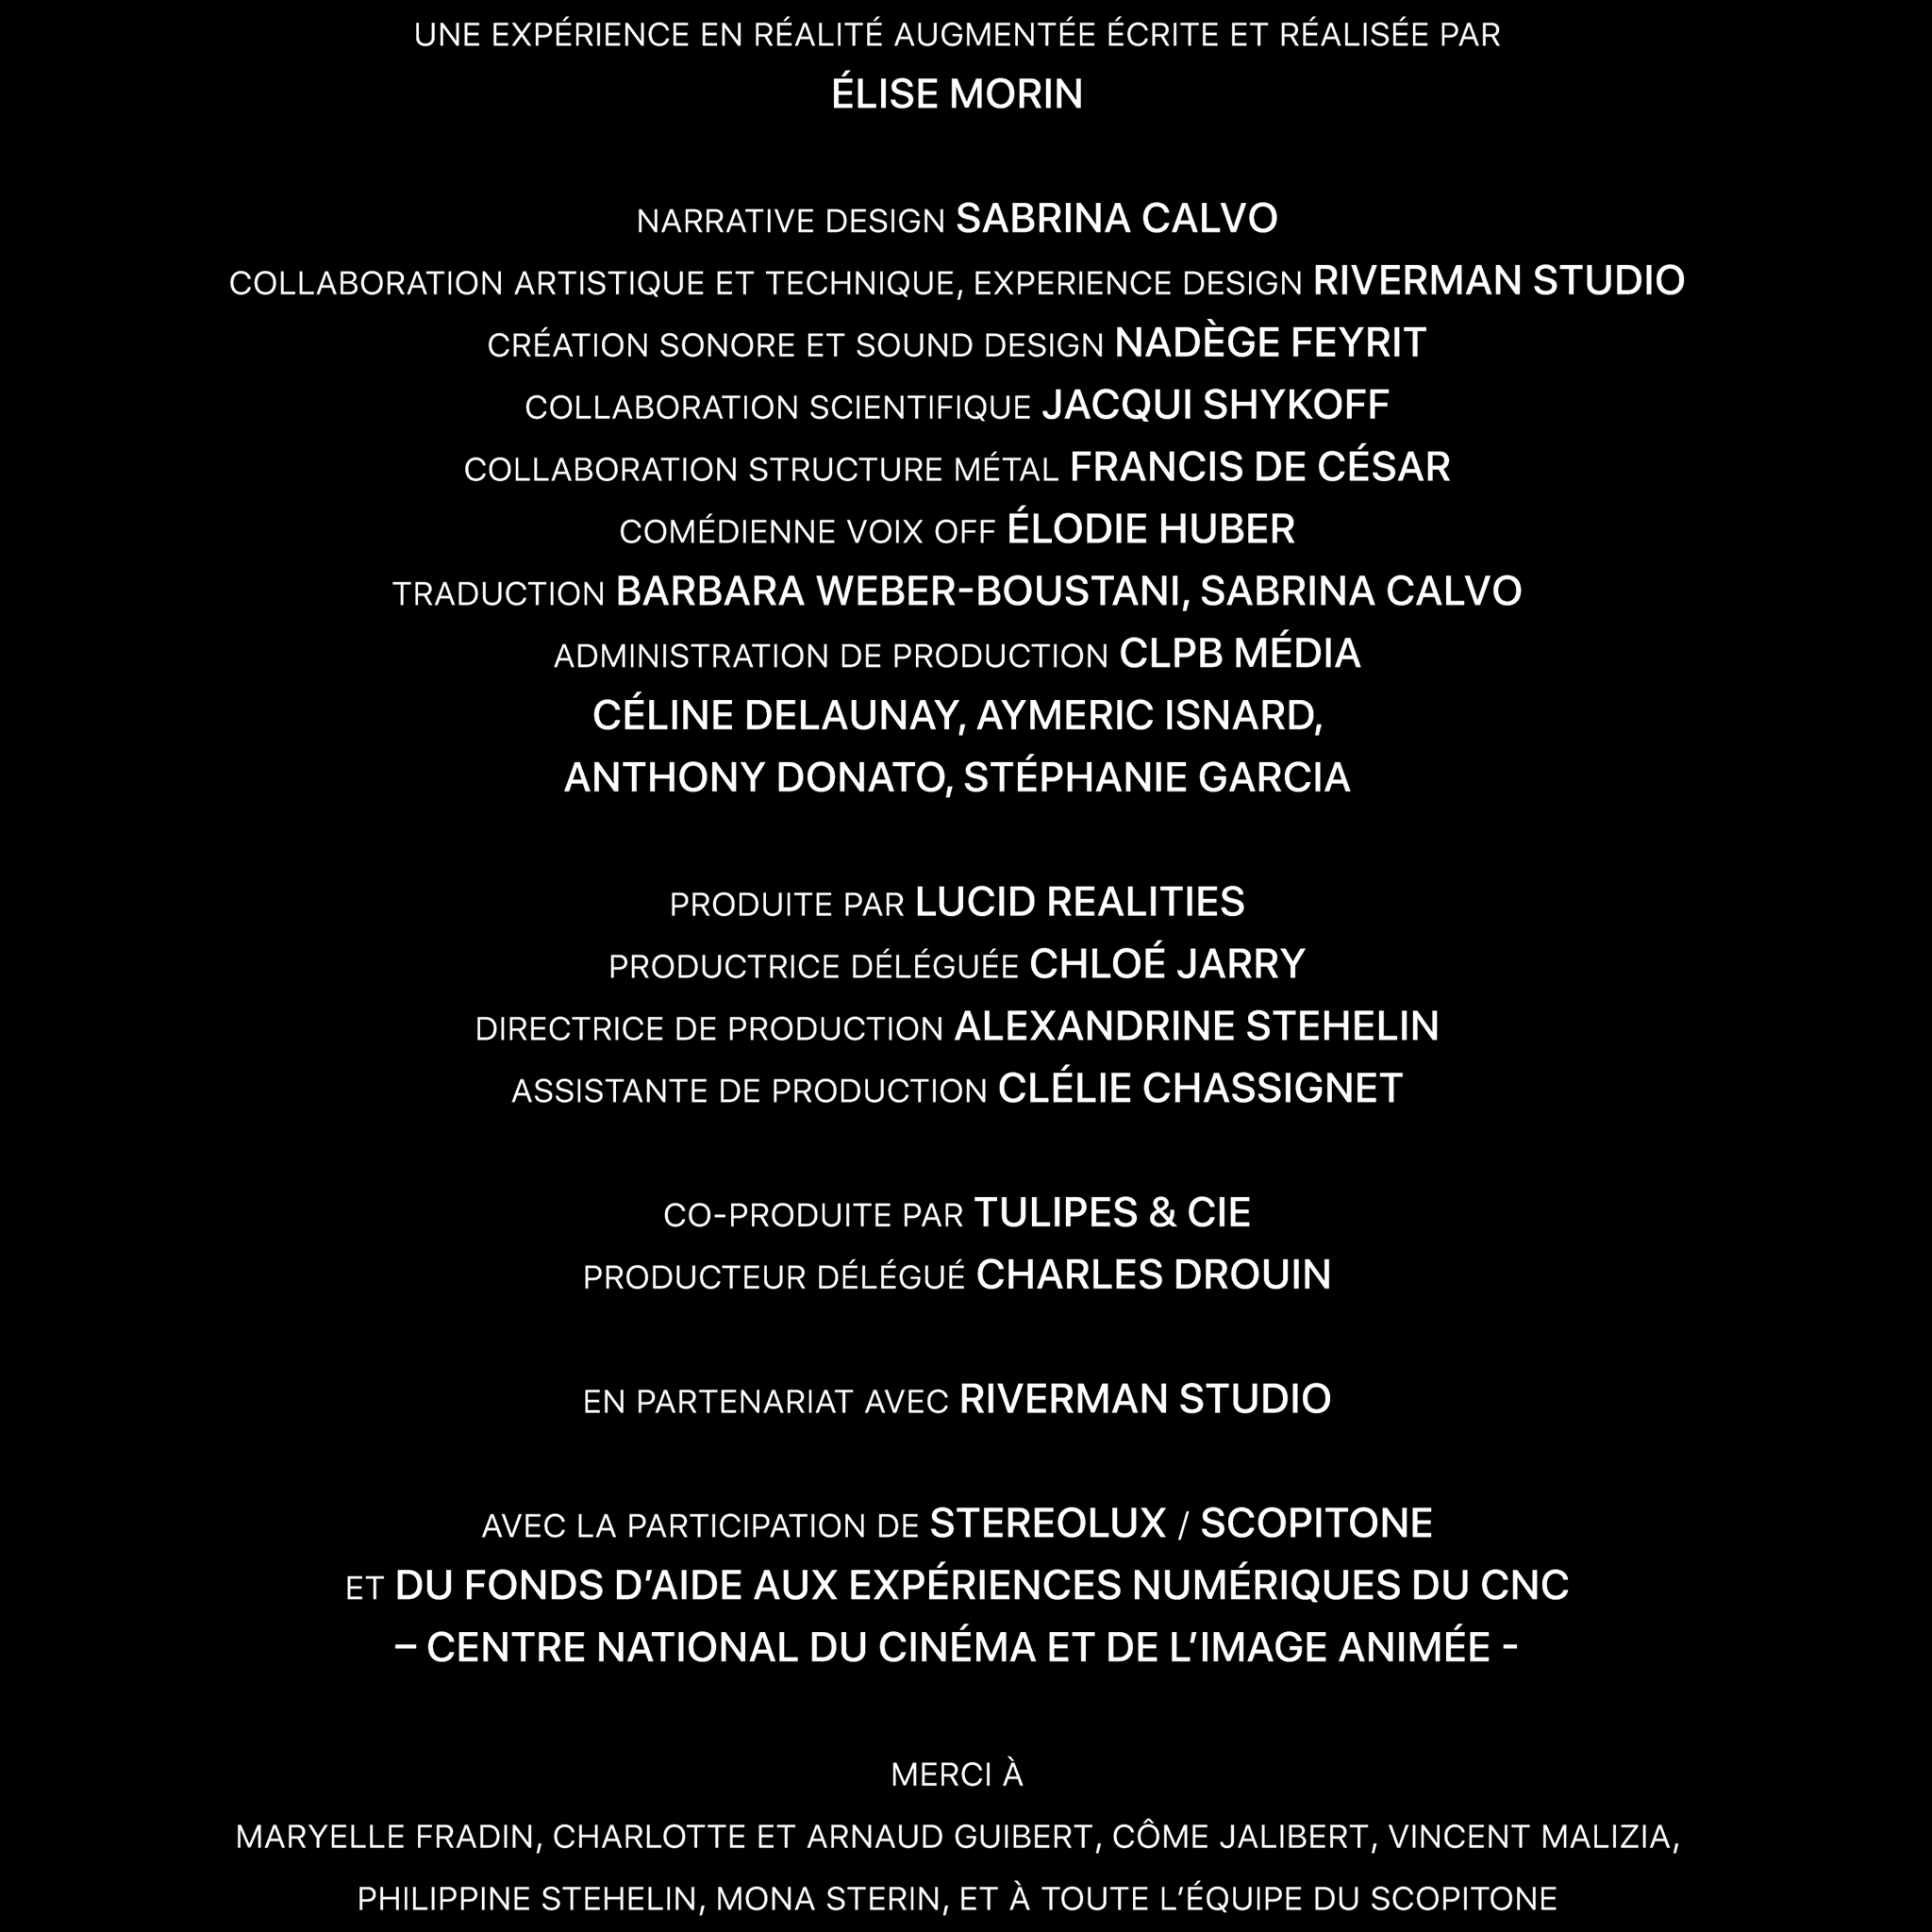 UNE EXPÉRIENCE EN RÉALITÉ AUGMENTÉE ÉCRITE ET RÉALISÉE PAR
ÉLISE MORIN
NARRATIVE DESIGN SABRINA CALVO
COLLABORATION ARTISTIQUE ET TECHNIQUE, EXPERIENCE DESIGN RIVERMAN STUDIO
CRÉATION SONORE ET SOUND DESIGN NADÈGE FEYRIT
COLLABORATION SCIENTIFIQUE JACQUI SHYKOFF
COLLABORATION STRUCTURE MÉTAL FRANCIS DE CÉSAR
COMÉDIENNE VOIX OFF ÉLODIE HUBER
TRADUCTION BARBARA WEBER-BOUSTANI, SABRINA CALVO
ADMINISTRATION DE PRODUCTION CLPB MÉDIA
CÉLINE DELAUNAY, AYMERIC ISNARD,
ANTHONY DONATO, STÉPHANIE GARCIA
PRODUITE PAR LUCID REALITIES
PRODUCTRICE DÉLÉGUÉE CHLOÉ JARRY
DIRECTRICE DE PRODUCTION ALEXANDRINE STEHELIN
ASSISTANTE DE PRODUCTION CLÉLIE CHASSIGNET
CO-PRODUITE PAR TULIPES & CIE
PRODUCTEUR DÉLÉGUÉ CHARLES DROUIN
EN PARTENARIAT AVEC RIVERMAN STUDIO
AVEC LA PARTICIPATION DE STEREOLUX / SCOPITONE
ET DU FONDS D’AIDE AUX EXPÉRIENCES NUMÉRIQUES DU CNC
– CENTRE NATIONAL DU CINÉMA ET DE L’IMAGE ANIMÉE -
MERCI À
MARYELLE FRADIN, CHARLOTTE ET ARNAUD GUIBERT, CÔME JALIBERT, VINCENT MALIZIA,
PHILIPPINE STEHELIN, MONA STERIN, ET À TOUTE L’ÉQUIPE DU SCOPITONE